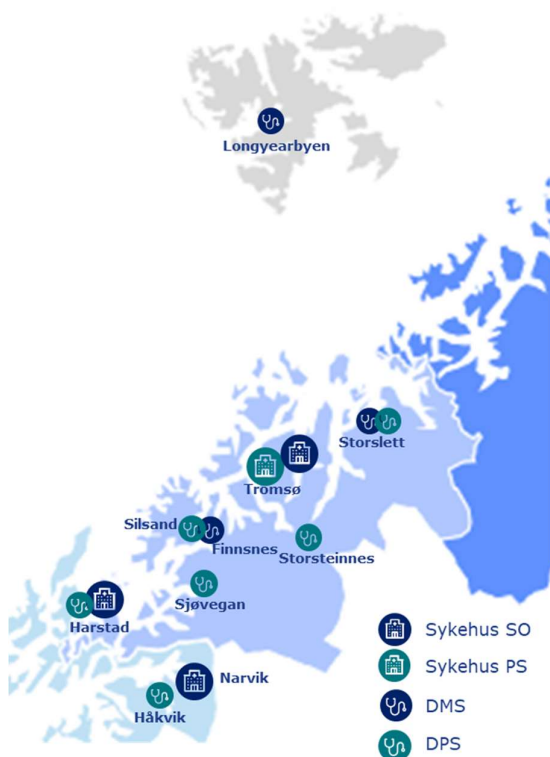 Longyearbyen
Storslett
Tromsø
Silsand
Finnsnes
Storsteinnes
Sjøvegan
Harstad
Narvik
Håkvik
Sykehus SO
Sykehus PS
DMS
DPS